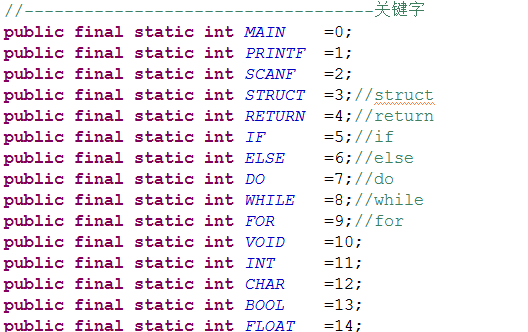 //-----------------------------------关键字
public final static int MAIN    =0;
public final static int PRINTF  =1;
public final static int SCANF   =2;
public final static int STRUCT  =3;//struct
public final static int RETURN  =4;//return
public final static int IF      =5;//if
public final static int ELSE    =6;//else
public final static int DO      =7;//do
public final static int WHILE   =8;//while
public final static int FOR     =9;//for
public final static int VOID    =10;
public final static int INT     =11;
public final static int CHAR    =12;
public final static int BOOL    =13;
public final static int FLOAT   =14;